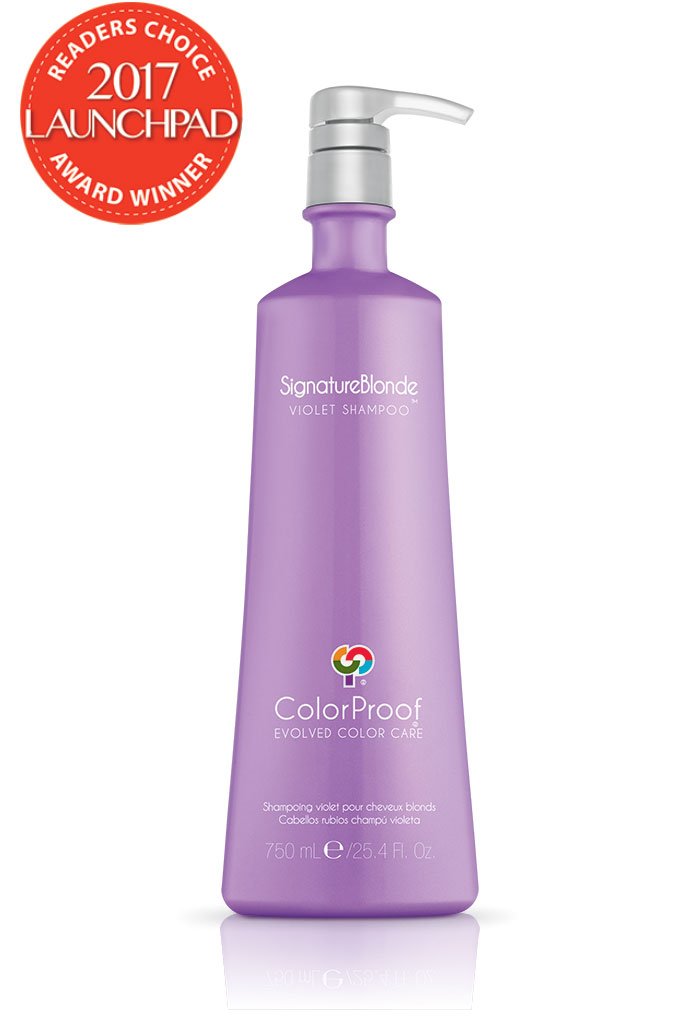 READERS CHOICE
2017
LAUNCHPAD
AWARD WINNER
SignatureBlonde
VIOLET SHAMPOO™
ColorProof
EVOLVED COLOR CARE
Shampoing violet pour cheveux blonds
Cabellos rubios champú violeta
750 mL ℮/25.4 Fl. Oz.